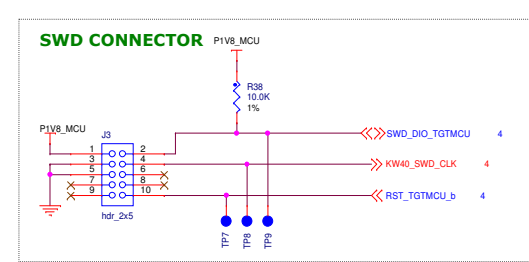 SWD CONNECTOR
P1V8_MCU
R38
10.0K
1%
P1V8_MCU
J3
1 2
3 4
5 6
7 8
9 10
hdr_2x5
SWD_DIO_TGTMCU 4
KW40_SWD_CLK 4
RST_TGTMCU_b 4
TP7
TP8
TP9